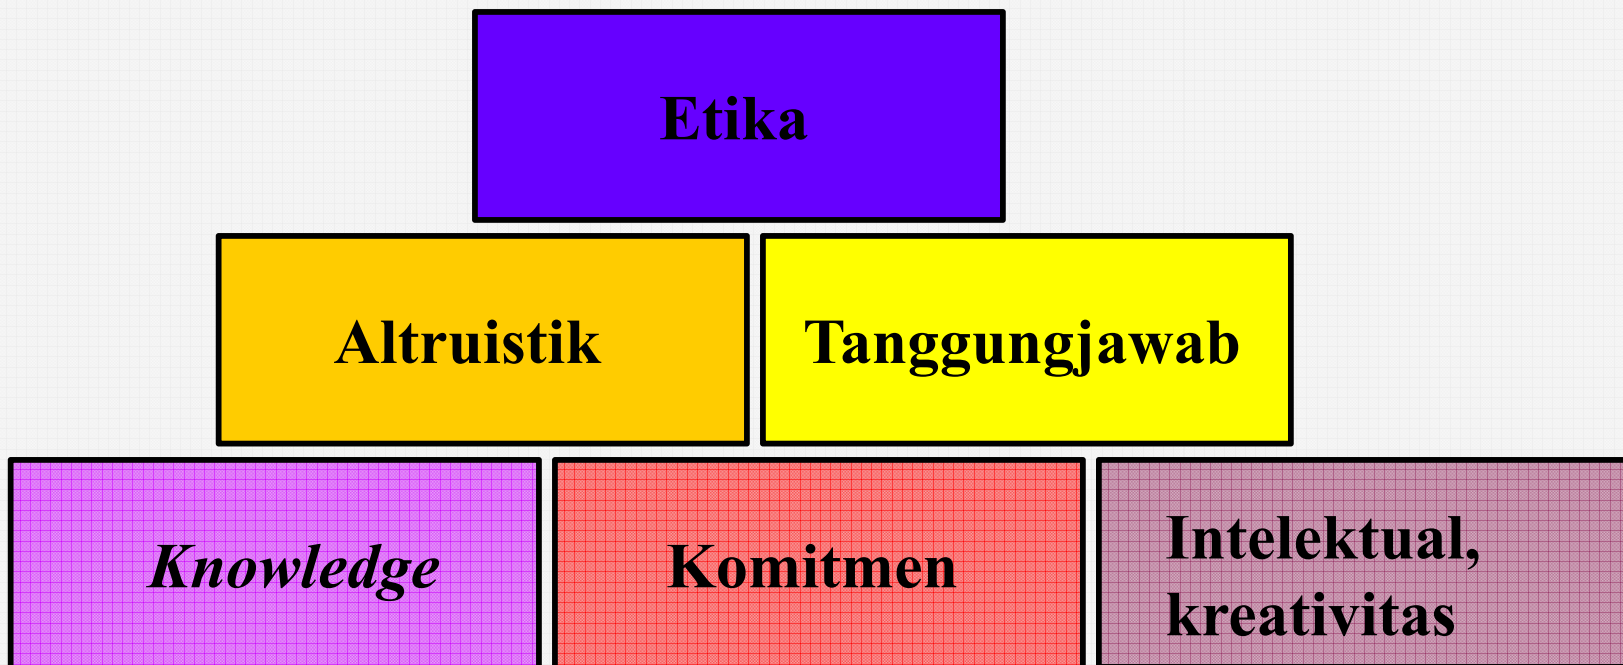 Etika
Altruistik
Tanggungjawab
Knowledge
Komitmen
Intelektual,
kreativitas